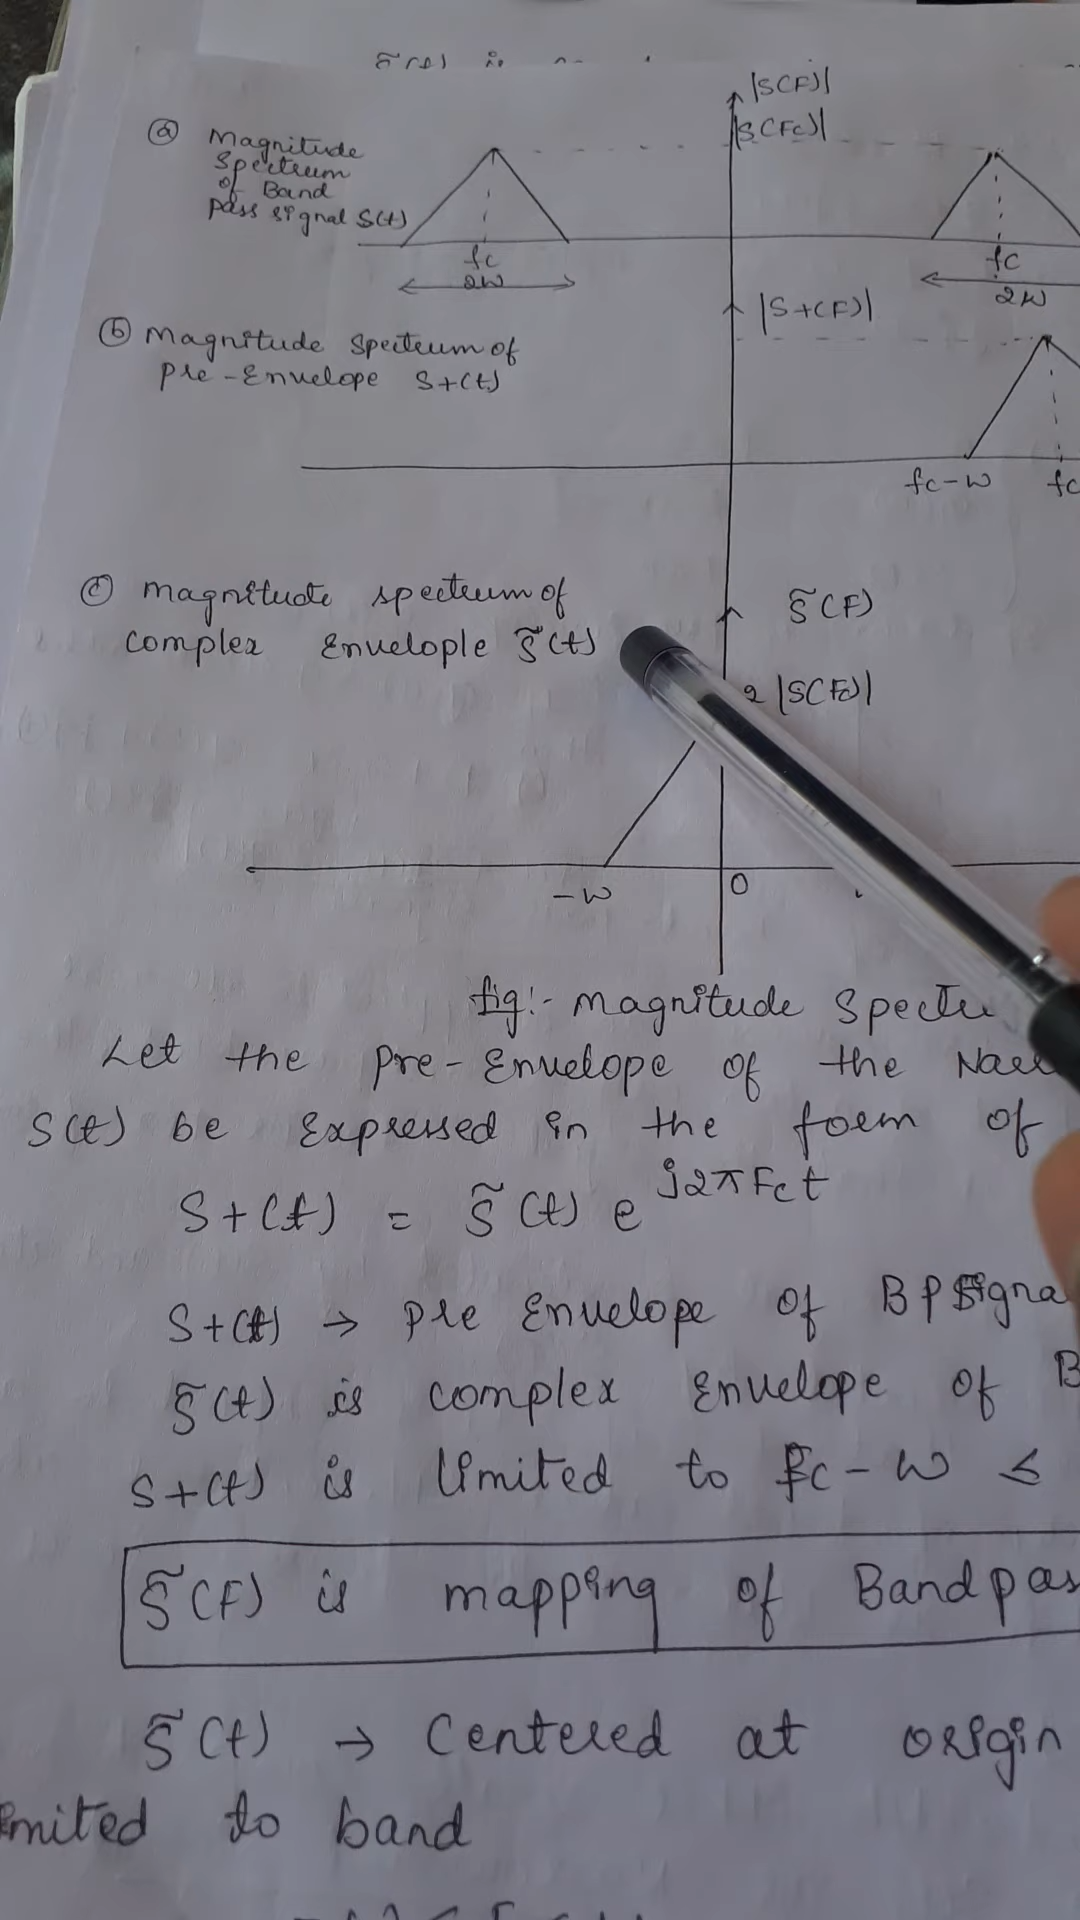 |S(F)|
|S(Fc)|
(a) Magnitude
Spectrum
of Band
pass signal S(t)
fc
2W
fc
2W
|S+(F)|
(b) Magnitude Spectrum of
Pre-Envelope S+(t)
fc-W
fc
(c) Magnitude spectrum of
complex Envelople S̃(t)
S̃(F)
2|S(Fc)|
-W
0
fig:- Magnitude Spectru
Let the Pre-Envelope of the
S(t) be Expressed in the form of
S+(t) = S̃(t) e^j2πFct
S+(t) → Pre Envelope of BP Signa
S̃(t) is complex Envelope of B
S+(t) is limited to Fc-W ≤
S̃(F) is mapping of Bandpas
S̃(t) → Centered at origin
mited to band